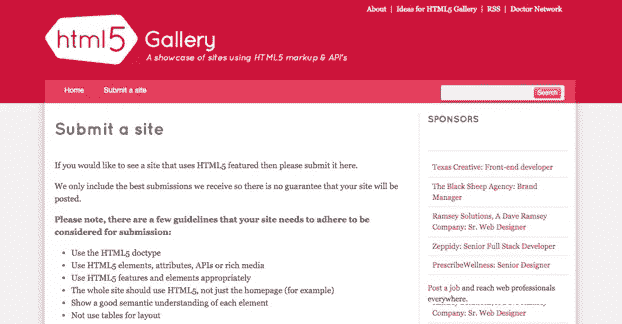 About | Ideas for HTML5 Gallery | RSS | Doctor Network
html5 Gallery
A showcase of sites using HTML5 markup & API's
Home Submit a site
Search
Submit a site
If you would like to see a site that uses HTML5 featured then please submit it here.
We only include the best submissions we receive so there is no guarantee that your site will be
posted.
Please note, there are a few guidelines that your site needs to adhere to be
considered for submission:
Use the HTML5 doctype
Use HTML5 elements, attributes, APIs or rich media
Use HTML5 features and elements appropriately
The whole site should use HTML5, not just the homepage (for example)
Show a good semantic understanding of each element
Not use tables for layout
SPONSORS
Texas Creative: Front-end developer
The Black Sheep Agency: Brand
Manager
Ramsey Solutions, A Dave Ramsey
Company: Sr. Web Designer
Zeppidy: Senior Full Stack Developer
PrescribeWellness: Senior Designer
Post a job and reach web professionals
everywhere.
Company: Sr. Web Designer